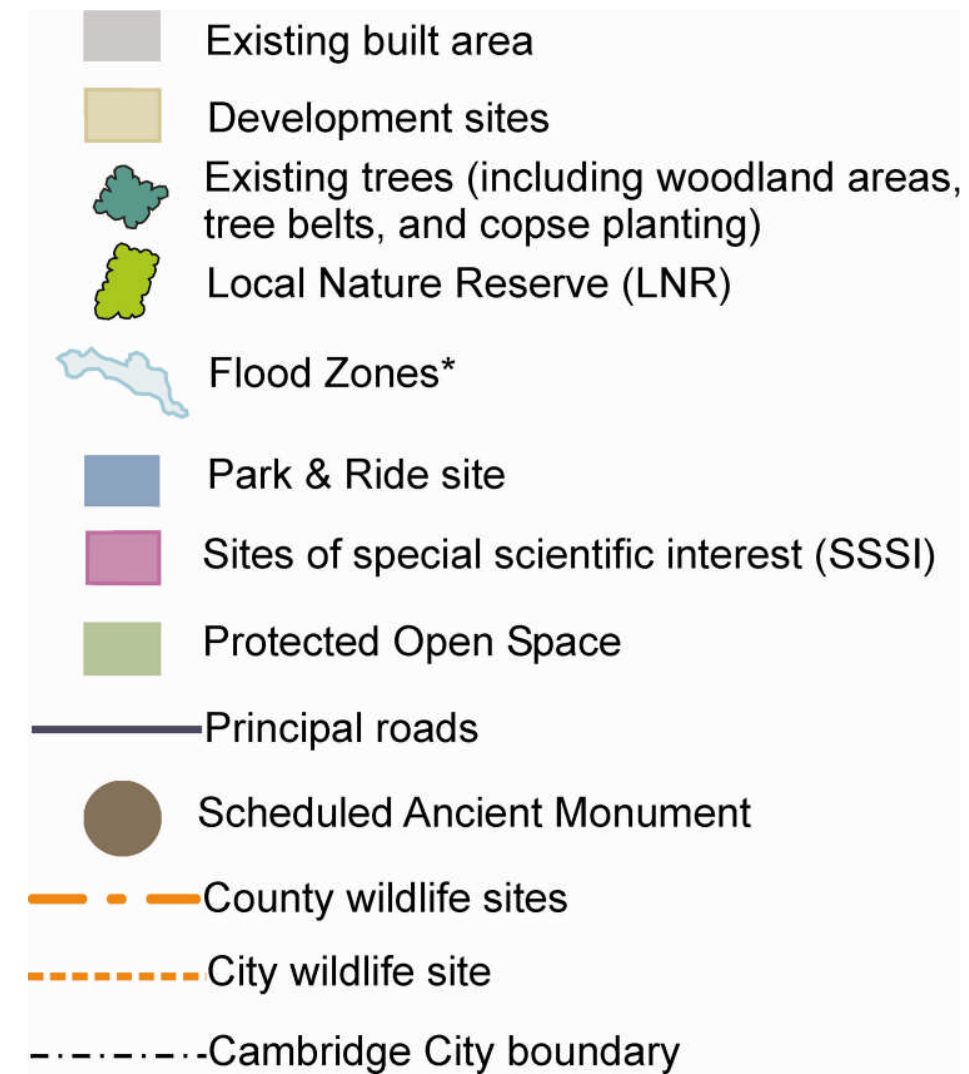 Existing built area
Development sites
Existing trees (including woodland areas,
tree belts, and copse planting)
Local Nature Reserve (LNR)
Flood Zones*
Park & Ride site
Sites of special scientific interest (SSSI)
Protected Open Space
Principal roads
Scheduled Ancient Monument
County wildlife sites
City wildlife site
Cambridge City boundary